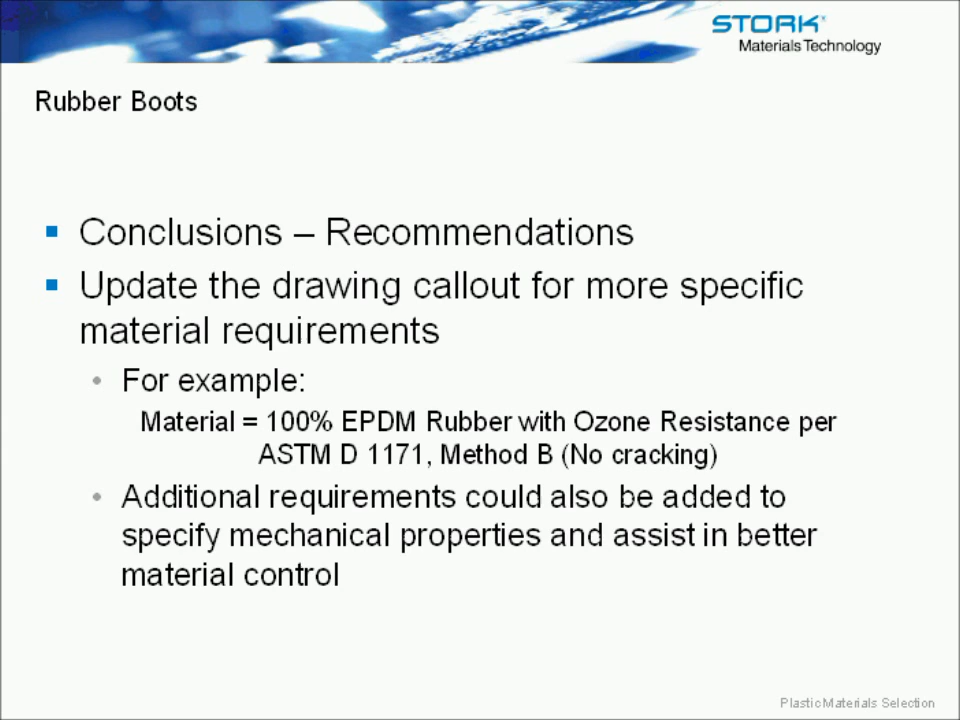 STORK
Materials Technology
Rubber Boots
▪ Conclusions – Recommendations
▪ Update the drawing callout for more specific
material requirements
• For example:
Material = 100% EPDM Rubber with Ozone Resistance per
ASTM D 1171, Method B (No cracking)
• Additional requirements could also be added to
specify mechanical properties and assist in better
material control
Plastic Materials Selection